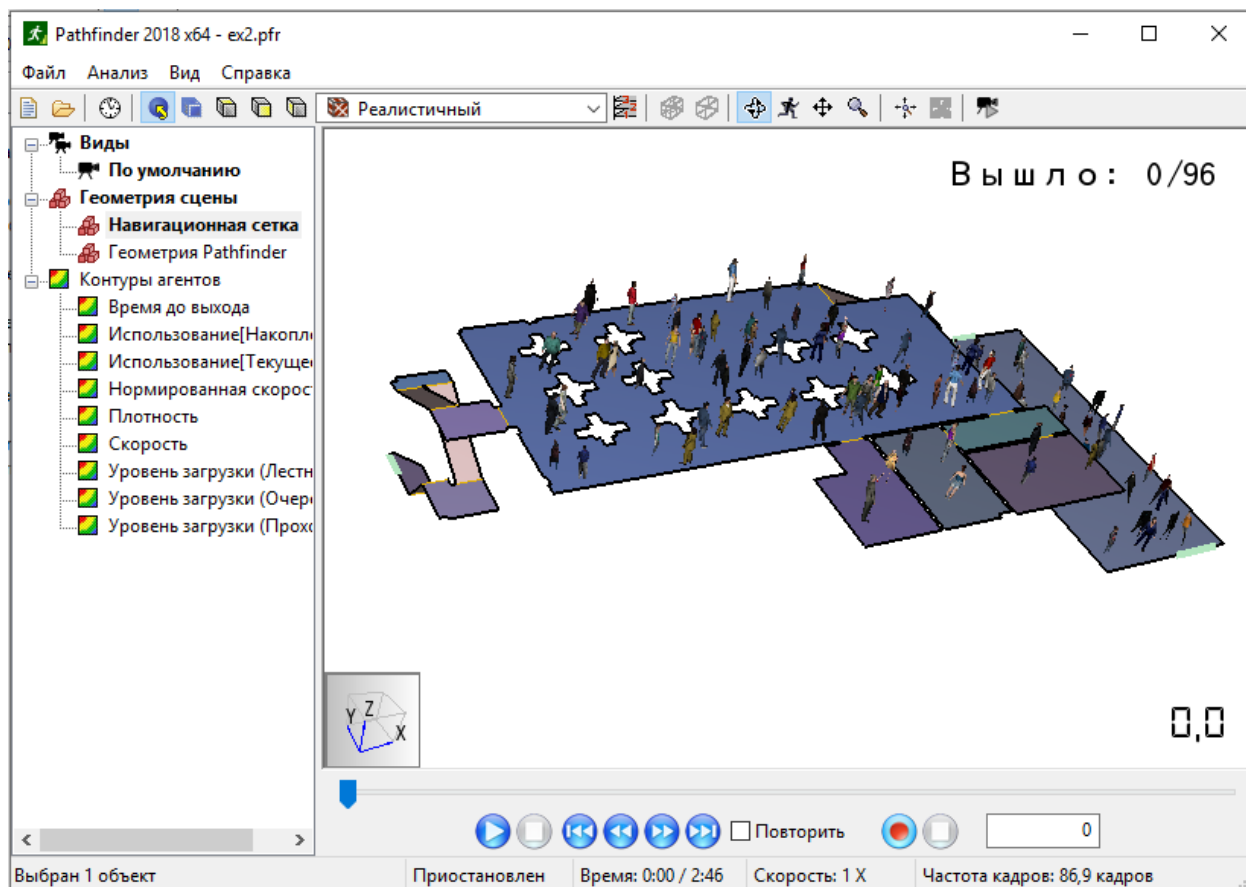 Pathfinder 2018 x64 - ex2.pfr
Файл Анализ Вид Справка
Реалистичный
Виды
По умолчанию
Геометрия сцены
Навигационная сетка
Геометрия Pathfinder
Контуры агентов
Время до выхода
Использование[Накопл
Использование[Текущее
Нормированная скорост
Плотность
Скорость
Уровень загрузки (Лестн
Уровень загрузки (Очере
Уровень загрузки (Прохо
Вышло: 0/96
Z
Y
X
0,0
Повторить
0
Выбран 1 объект
Приостановлен
Время: 0:00 / 2:46
Скорость: 1 X
Частота кадров: 86,9 кадров